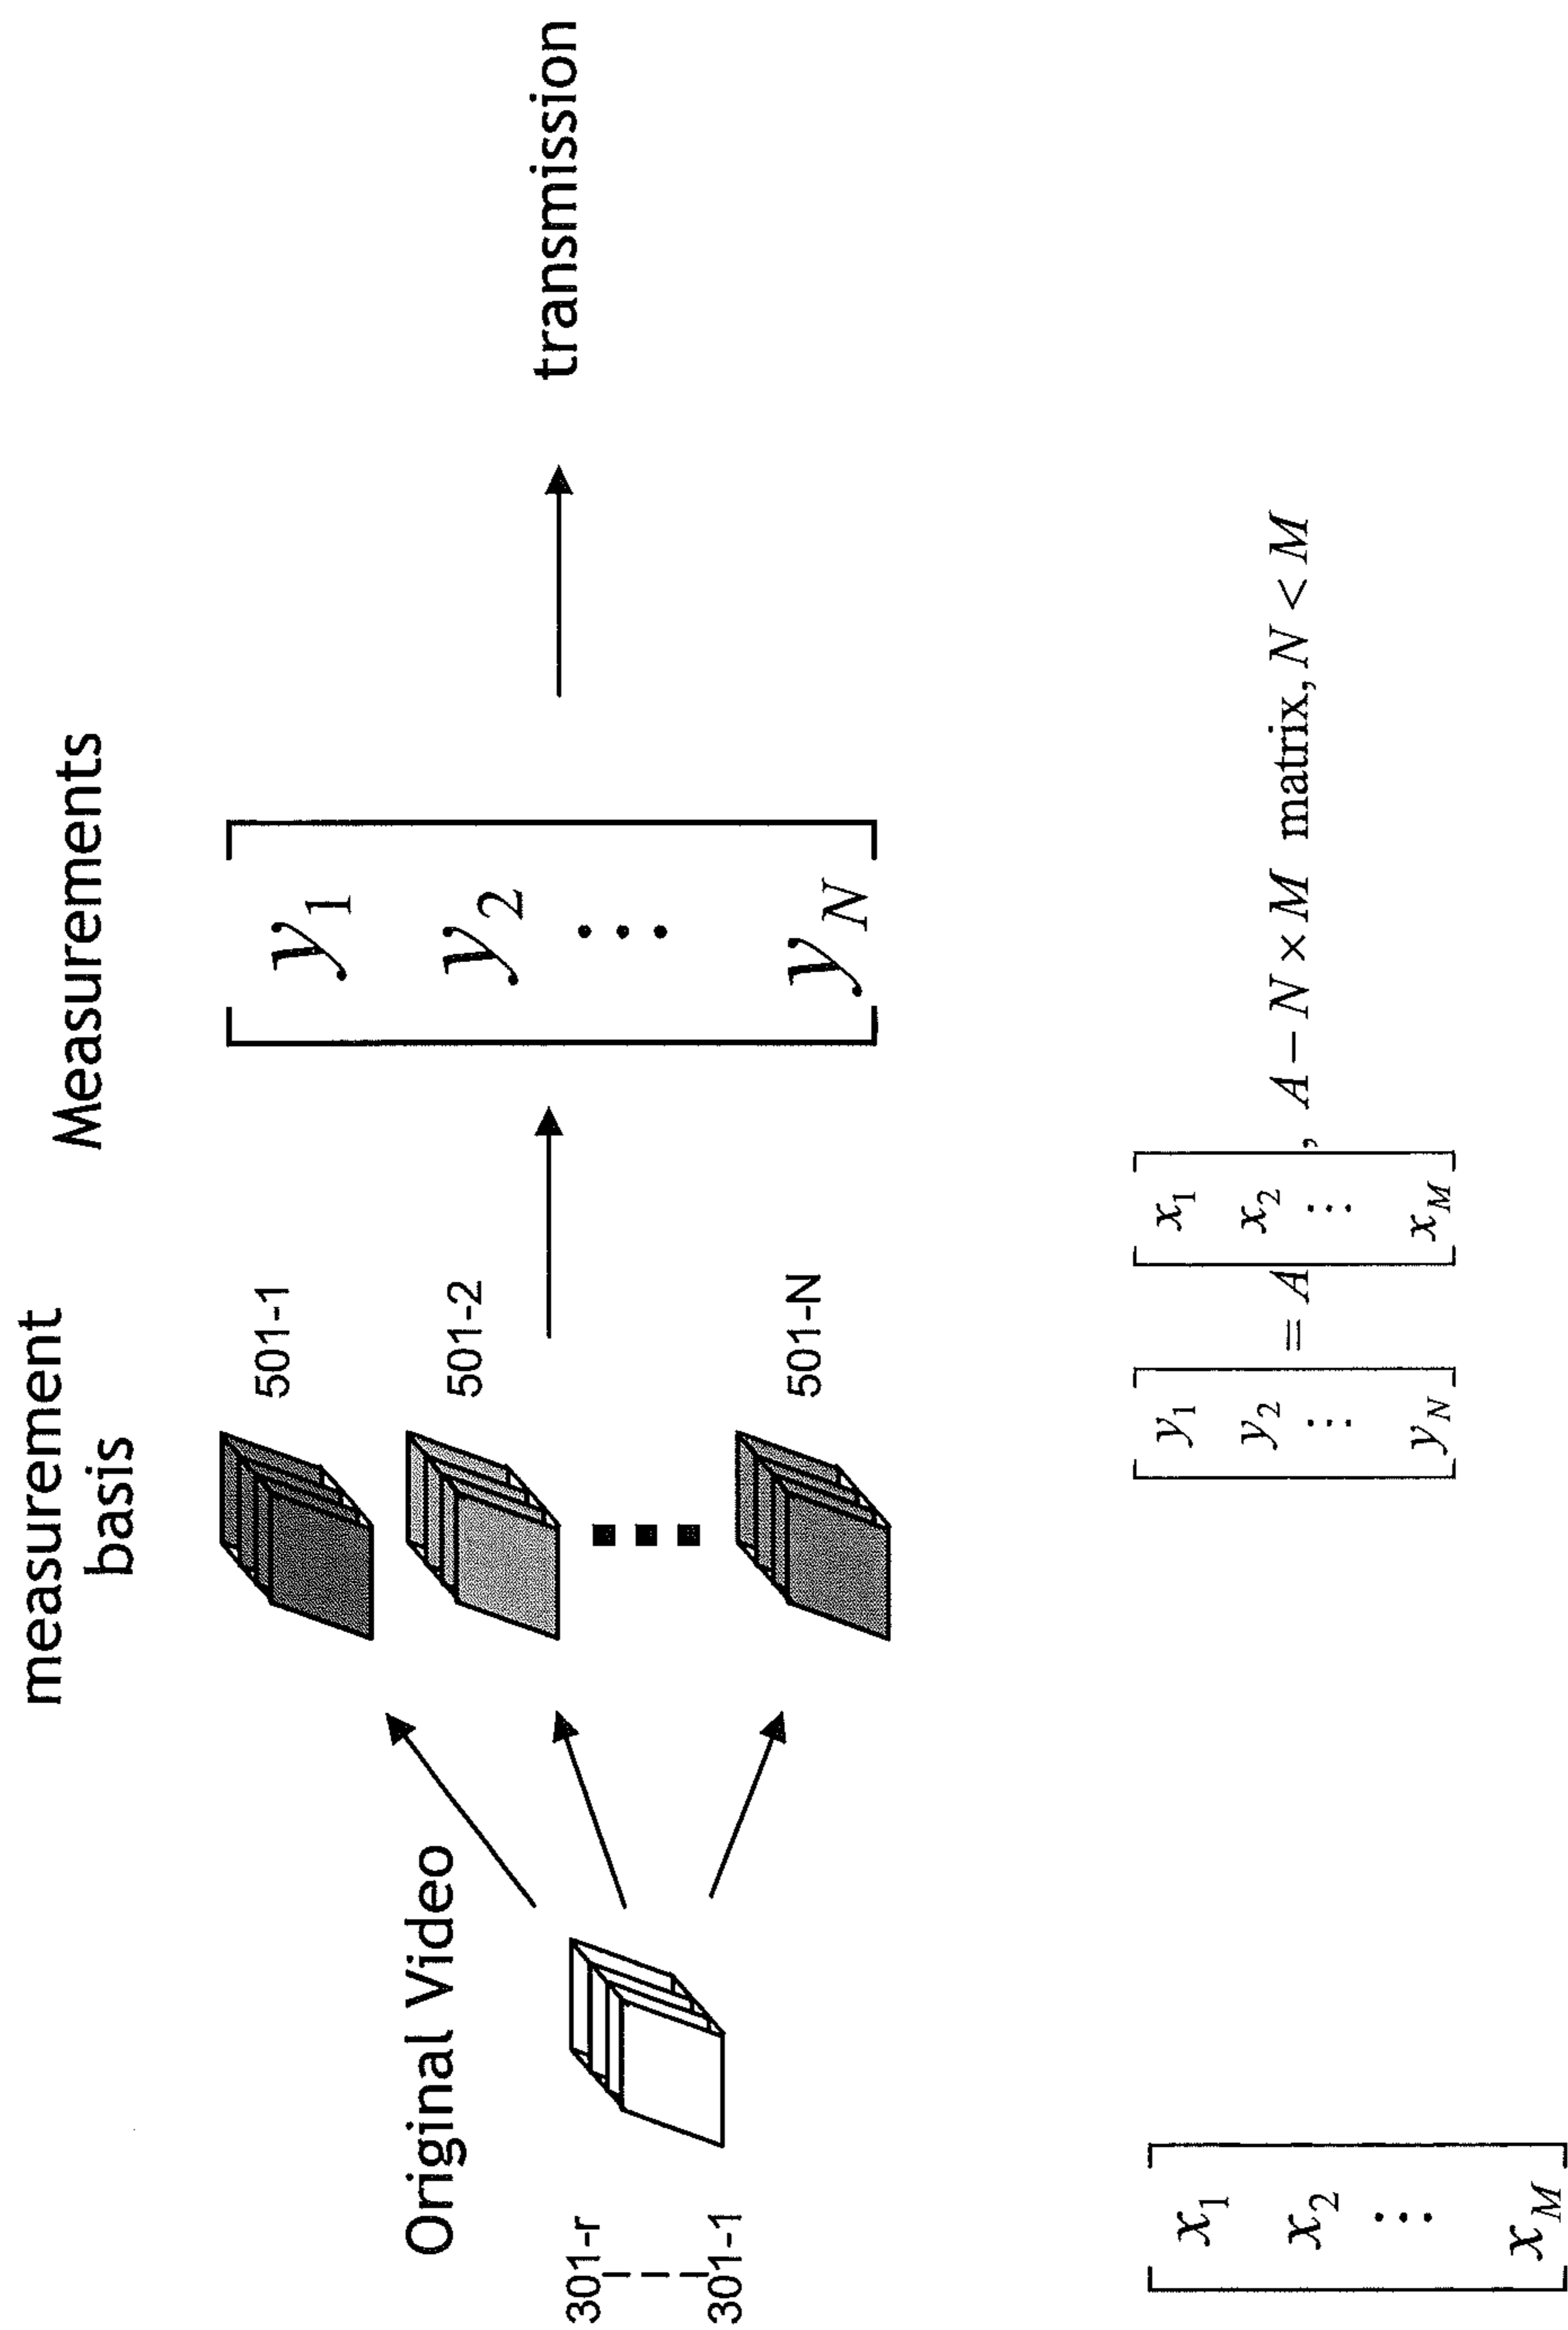 measurement
basis
Measurements
Original Video
301-r
301-1
501-1
501-2
501-N
y1
y2
⋮
yN
transmission
x1
x2
⋮
xM
[y1 y2 ⋮ yN] = A [x1 x2 ⋮ xM], A – N × M matrix, N < M